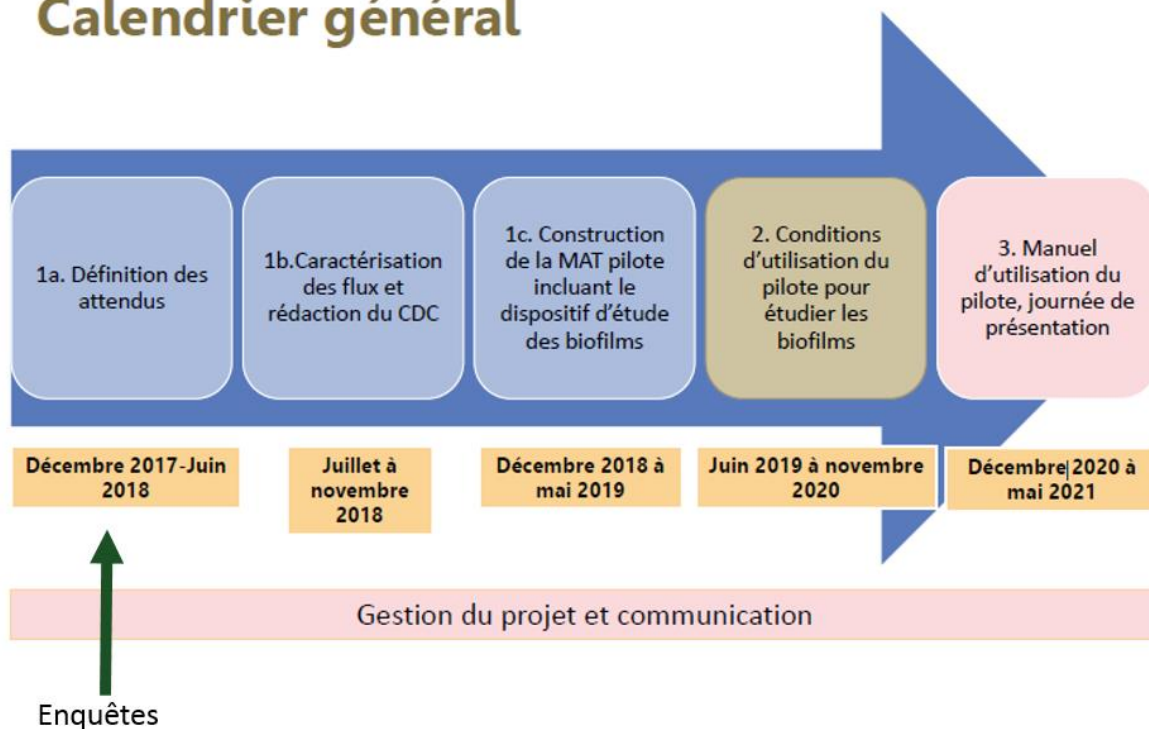 Calendrier général
1a. Définition des
attendus
1b.Caractérisation
des flux et
rédaction du CDC
1c. Construction
de la MAT pilote
incluant le
dispositif d'étude
des biofilms
2. Conditions
d'utilisation du
pilote pour
étudier les
biofilms
3. Manuel
d'utilisation du
pilote, journée de
présentation
Décembre 2017-Juin
2018
Juillet à
novembre
2018
Décembre 2018 à
mai 2019
Juin 2019 à novembre
2020
Décembre 2020 à
mai 2021
Gestion du projet et communication
Enquêtes